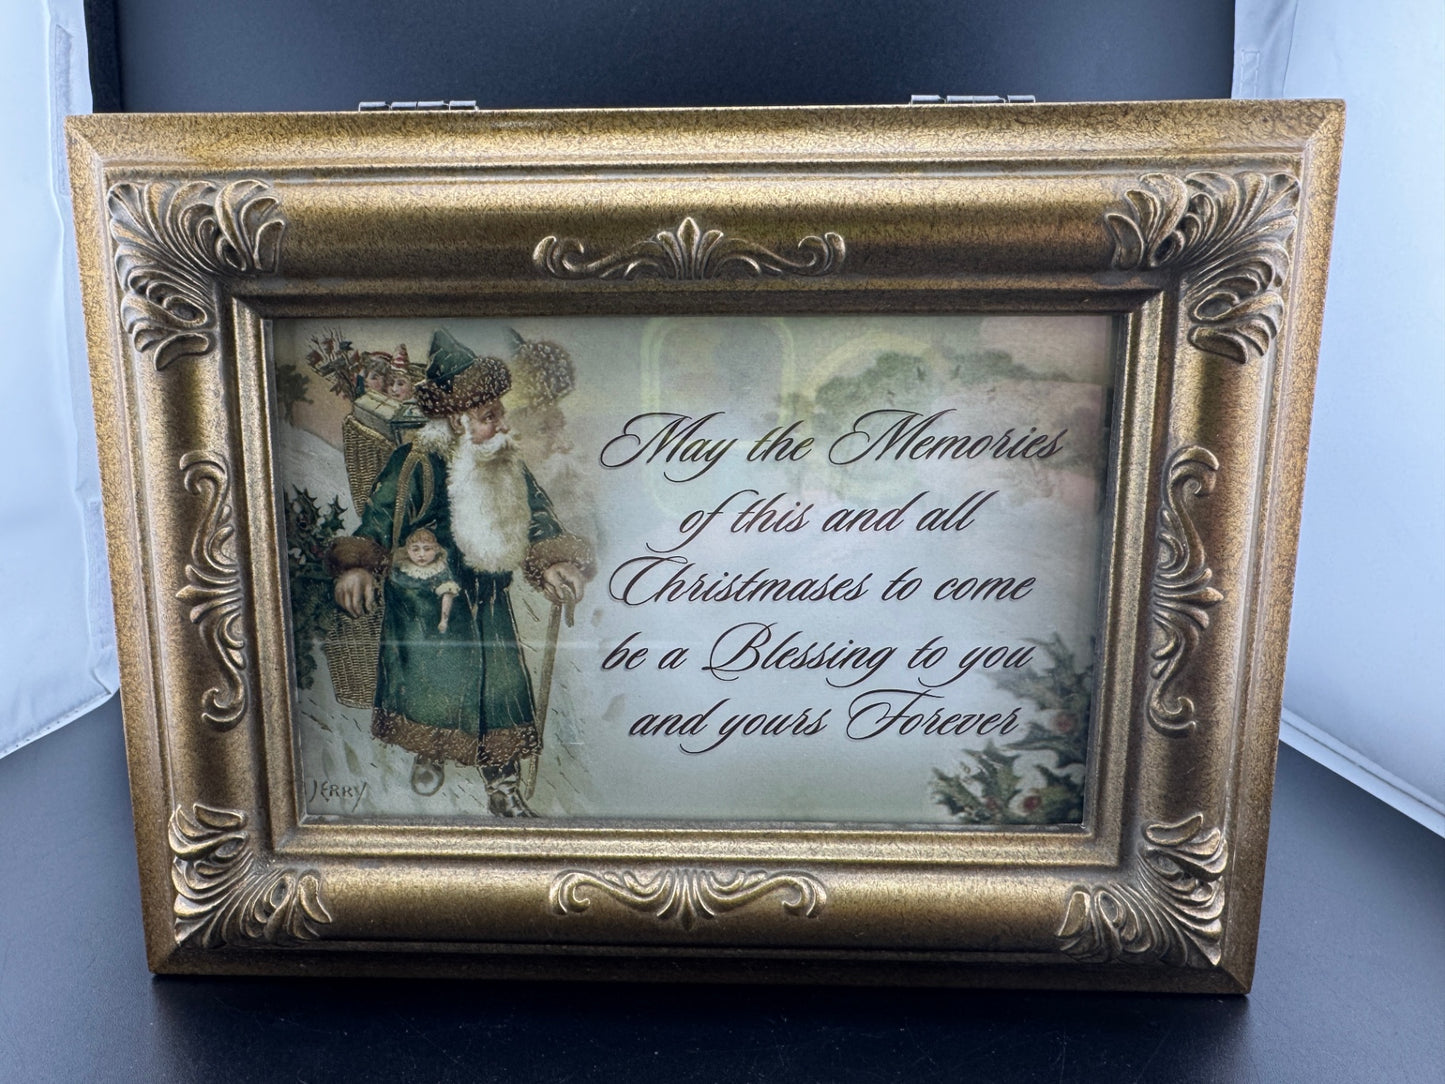 May the Memories
of this and all
Christmases to come
be a Blessing to you
and yours Forever
JERRY